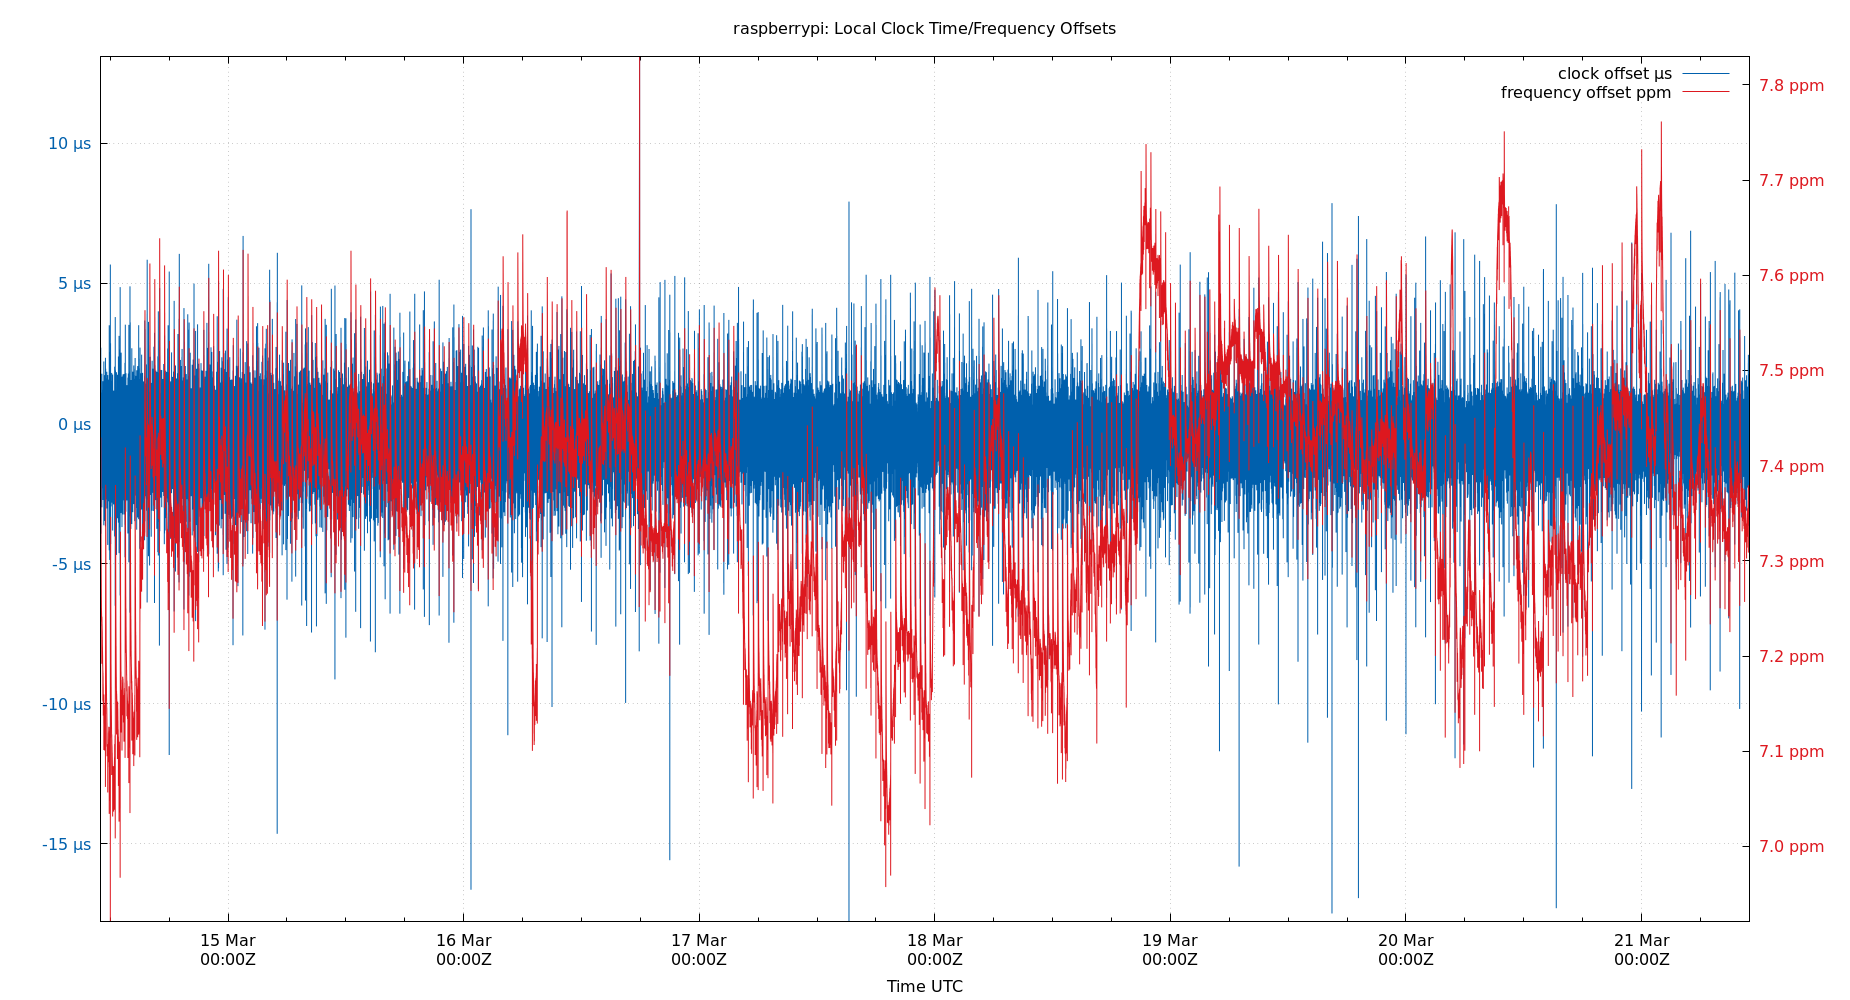 raspberrypi: Local Clock Time/Frequency Offsets
clock offset µs
frequency offset ppm
10 µs
5 µs
0 µs
-5 µs
-10 µs
-15 µs
7.8 ppm
7.7 ppm
7.6 ppm
7.5 ppm
7.4 ppm
7.3 ppm
7.2 ppm
7.1 ppm
7.0 ppm
15 Mar 16 Mar 17 Mar 18 Mar 19 Mar 20 Mar 21 Mar
00:00Z 00:00Z 00:00Z 00:00Z 00:00Z 00:00Z 00:00Z
Time UTC